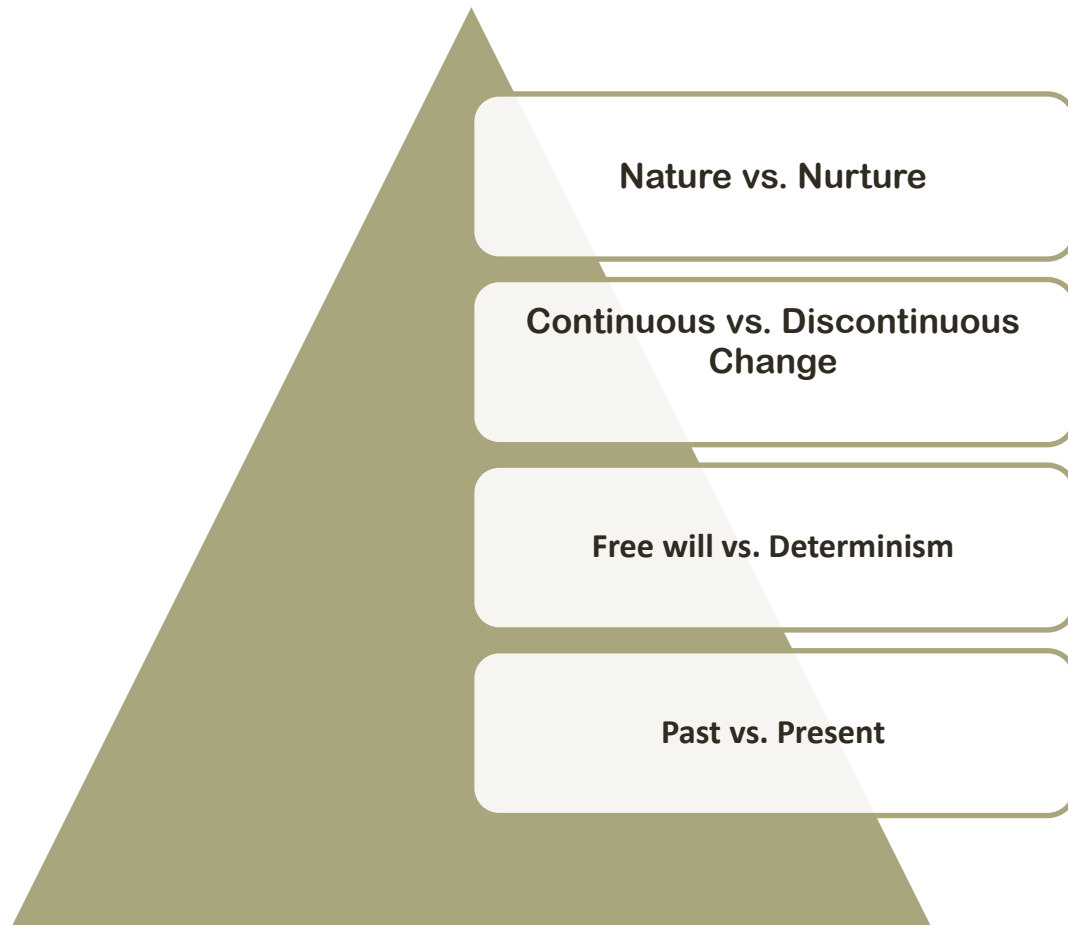 Nature vs. Nurture
Continuous vs. Discontinuous
Change
Free will vs. Determinism
Past vs. Present